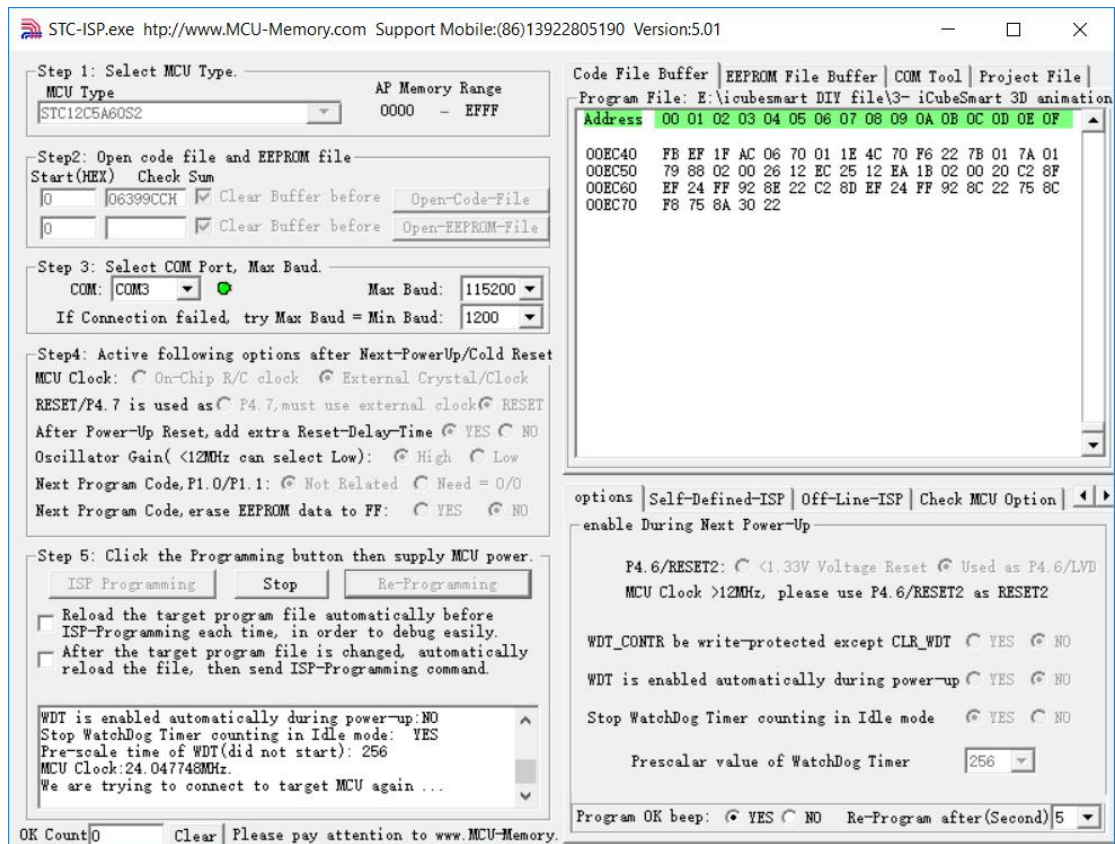 STC-ISP.exe htp://www.MCU-Memory.com Support Mobile:(86)13922805190 Version:5.01
Step 1: Select MCU Type.
MCU Type
AP Memory Range
STC12C5A60S2
0000 - EFFF
Step2: Open code file and EEPROM file
Start(HEX) Check Sum
0 06399CCH Clear Buffer before Open-Code-File
0 Clear Buffer before Open-EEPROM-File
Step 3: Select COM Port, Max Baud.
COM: COM3 Max Baud: 115200
If Connection failed, try Max Baud = Min Baud: 1200
Step4: Active following options after Next-PowerUp/Cold Reset
MCU Clock: On-Chip R/C clock External Crystal/Clock
RESET/P4.7 is used as P4.7,must use external clock RESET
After Power-Up Reset,add extra Reset-Delay-Time YES NO
Oscillator Gain( <12MHz can select Low): High Low
Next Program Code,P1.0/P1.1: Not Related Need = 0/0
Next Program Code,erase EEPROM data to FF: YES NO
Step 5: Click the Programming button then supply MCU power.
ISP Programming Stop Re-Programming
Reload the target program file automatically before
ISP-Programming each time, in order to debug easily.
After the target program file is changed, automatically
reload the file, then send ISP-Programming command.
WDT is enabled automatically during power-up:NO
Stop WatchDog Timer counting in Idle mode: YES
Pre-scale time of WDT(did not start): 256
MCU Clock:24.047748MHz.
We are trying to connect to target MCU again ...
OK Count 0 Clear Please pay attention to www.MCU-Memory.
Code File Buffer EEPROM File Buffer COM Tool Project File
Program File: E:\icubesmart DIY file\3- iCubeSmart 3D animation
Address 00 01 02 03 04 05 06 07 08 09 0A 0B 0C 0D 0E 0F
00EC40 FB EF 1F AC 06 70 01 1E 4C 70 F6 22 7B 01 7A 01
00EC50 79 88 02 00 26 12 EC 25 12 EA 1B 02 00 20 C2 8F
00EC60 EF 24 FF 92 8E 22 C2 8D EF 24 FF 92 8C 22 75 8C
00EC70 F8 75 8A 30 22
options Self-Defined-ISP Off-Line-ISP Check MCU Option
enable During Next Power-Up
P4.6/RESET2: <1.33V Voltage Reset Used as P4.6/LVD
MCU Clock >12MHz, please use P4.6/RESET2 as RESET2
WDT_CONTR be write-protected except CLR_WDT YES NO
WDT is enabled automatically during power-up YES NO
Stop WatchDog Timer counting in Idle mode YES NO
Prescalar value of WatchDog Timer 256
Program OK beep: YES NO Re-Program after(Second) 5